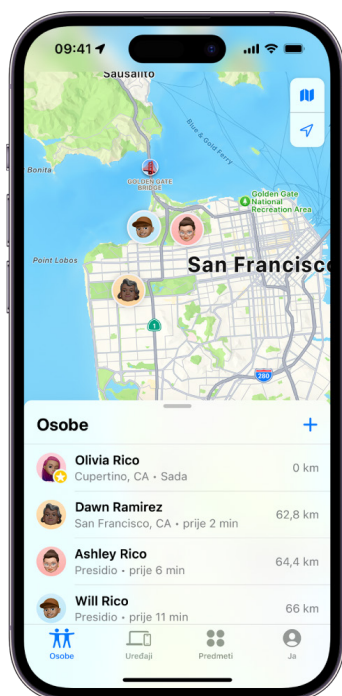 09:41
Sausalito
Blue & Gold Ferry
Bonita
GOLDEN GATE
BRIDGE
Golden Gate
National
Recreation Area
Point Lobos
San Francisco
1
280
Osobe
Olivia Rico
Cupertino, CA • Sada
0 km
Dawn Ramirez
San Francisco, CA • prije 2 min
62,8 km
Ashley Rico
Presidio • prije 6 min
64,4 km
Will Rico
Presidio • prije 11 min
66 km
Osobe
Uređaji
Predmeti
Ja